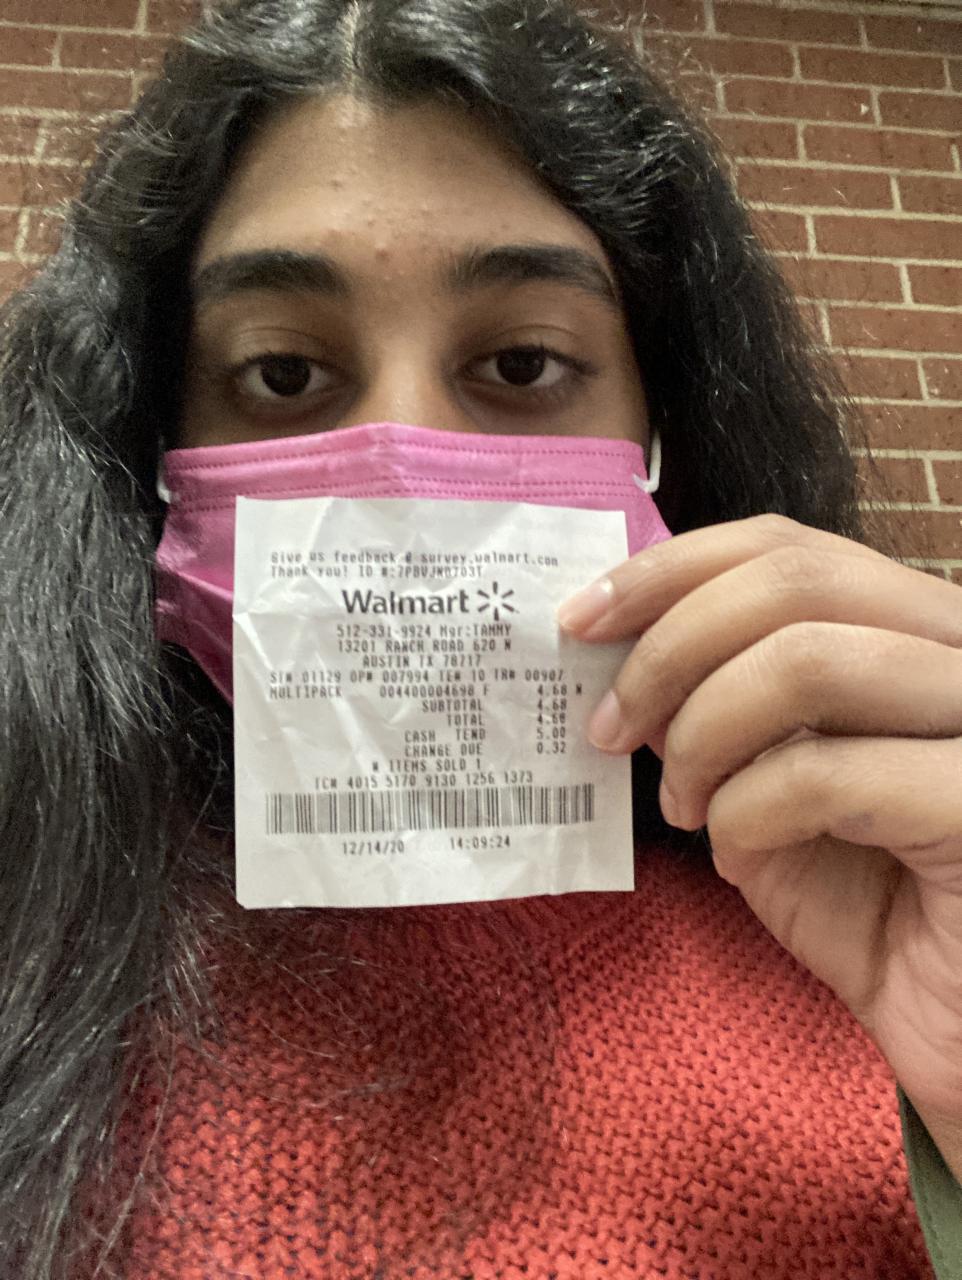 Give us feedback @ survey.walmart.com
Thank you! ID #:7PBVJN0703T
Walmart
512-331-9924 Mgr:TAMMY
13201 RANCH ROAD 620 N
AUSTIN TX 78717
ST# 01129 OP# 007994 TE# 10 TR# 00907
MULTIPACK 004400004698 F 4.68 N
SUBTOTAL 4.68
TOTAL 4.68
CASH TEND 5.00
CHANGE DUE 0.32
# ITEMS SOLD 1
TC# 4015 5170 9130 1256 1373
12/14/20 14:09:24